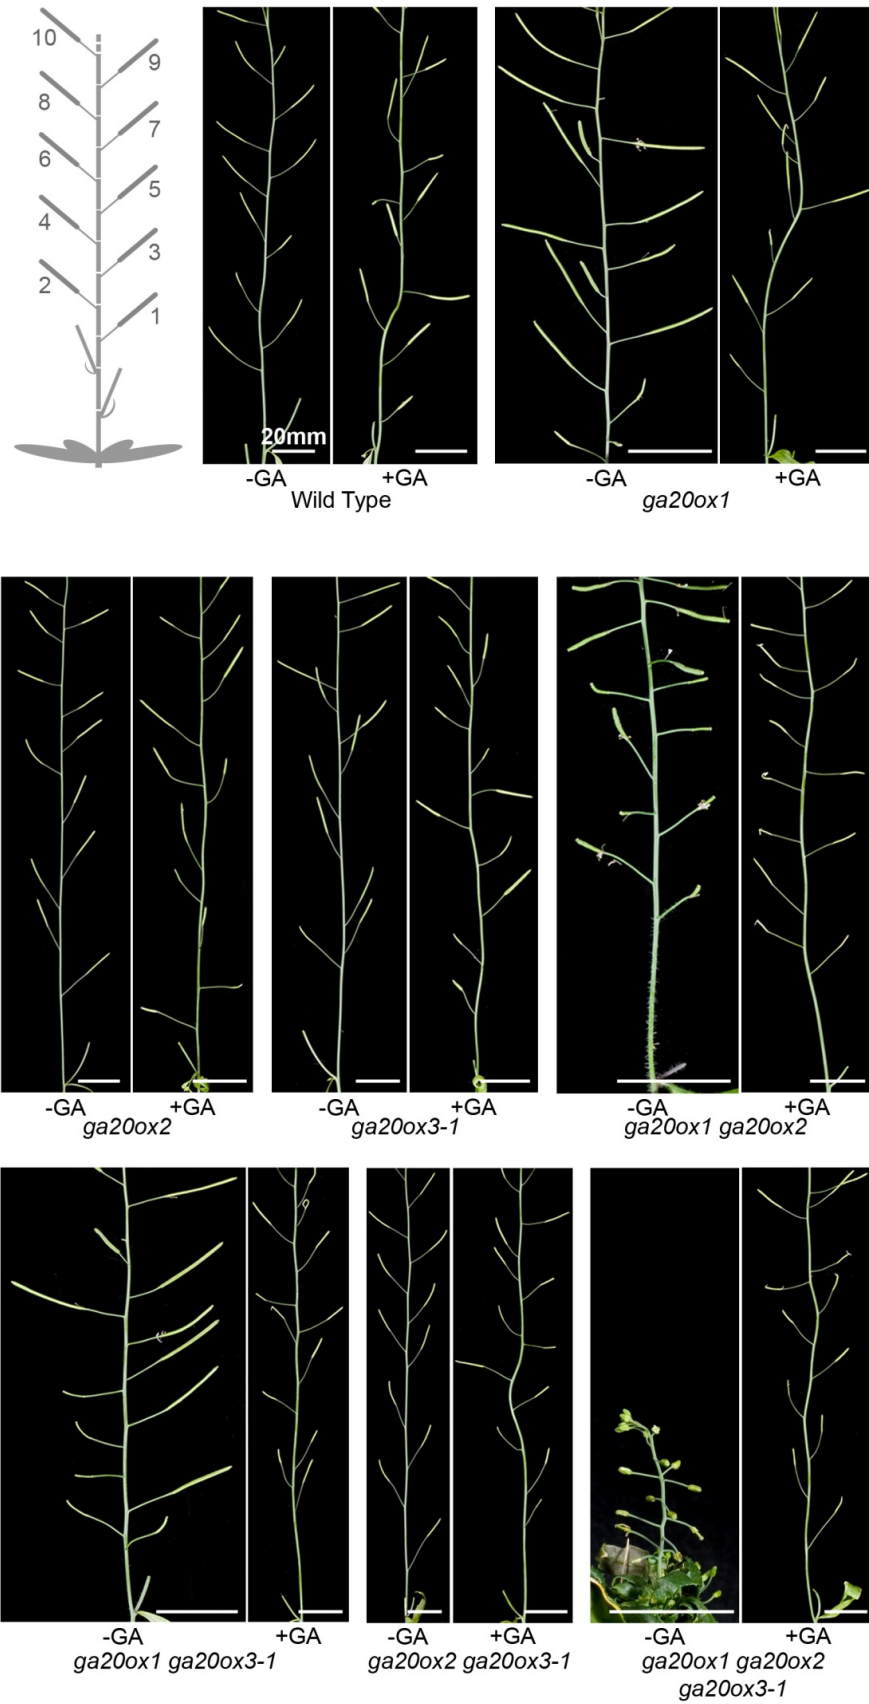 10
9
8
7
6
5
4
3
2
1
20mm
-GA +GA
Wild Type
-GA +GA
ga20ox1
-GA +GA
ga20ox2
-GA +GA
ga20ox3-1
-GA +GA
ga20ox1 ga20ox2
-GA +GA
ga20ox1 ga20ox3-1
-GA +GA
ga20ox2 ga20ox3-1
-GA +GA
ga20ox1 ga20ox2
ga20ox3-1